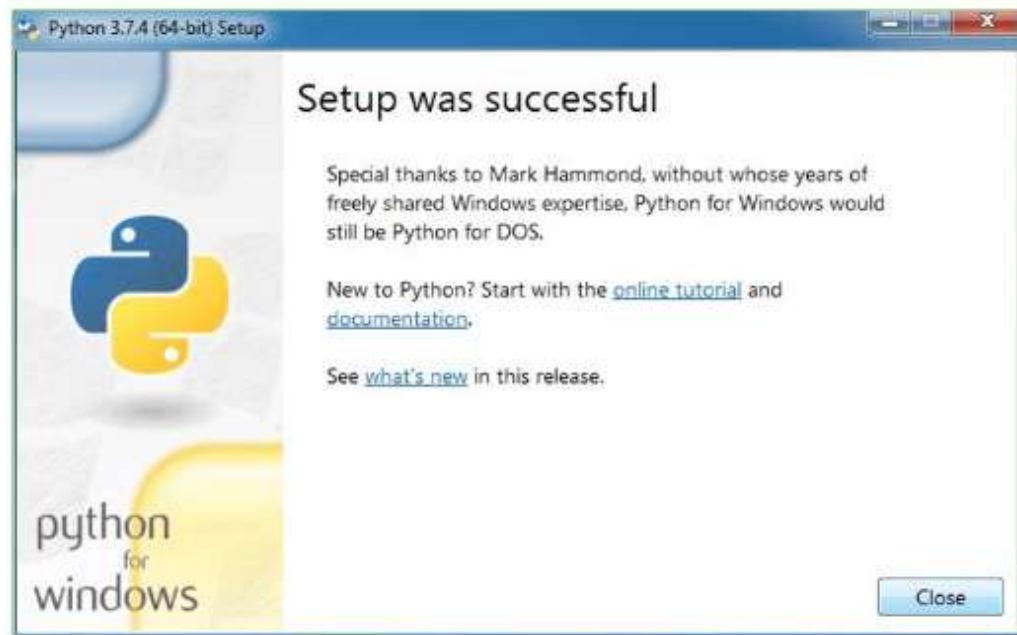 Python 3.7.4 (64-bit) Setup
Setup was successful
Special thanks to Mark Hammond, without whose years of
freely shared Windows expertise, Python for Windows would
still be Python for DOS.
New to Python? Start with the online tutorial and
documentation.
See what's new in this release.
python
for
windows
Close